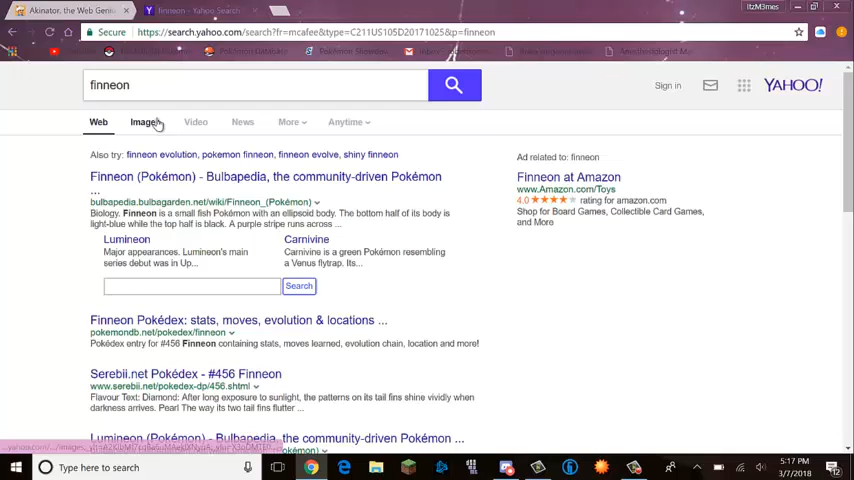 Akinator, the Web Geni
finneon - Yahoo Search
ItzM3mes
Secure
https://search.yahoo.com/search?fr=mcafee&type=C211US105D20171025&p=finneon
finneon
Sign in
YAHOO!
Web
Images
Video
News
More
Anytime
Also try: finneon evolution, pokemon finneon, finneon evolve, shiny finneon
Finneon (Pokémon) - Bulbapedia, the community-driven Pokémon
...
bulbapedia.bulbagarden.net/wiki/Finneon_(Pokémon)
Biology. Finneon is a small fish Pokémon with an ellipsoid body. The bottom half of its body is
light-blue while the top half is black. A purple stripe runs across ...
Lumineon
Major appearances. Lumineon's main
series debut was in Up...
Carnivine
Carnivine is a green Pokémon resembling
a Venus flytrap. Its...
Search
Finneon Pokédex: stats, moves, evolution & locations ...
pokemondb.net/pokedex/finneon
Pokédex entry for #456 Finneon containing stats, moves learned, evolution chain, location and more!
Serebii.net Pokédex - #456 Finneon
www.serebii.net/pokedex-dp/456.shtml
Flavour Text: Diamond: After long exposure to sunlight, the patterns on its tail fins shine vividly when
darkness arrives. Pearl The way its two tail fins flutter ...
Lumineon (Pokémon) - Bulbapedia, the community-driven Pokémon ...
Ad related to: finneon
Finneon at Amazon
www.Amazon.com/Toys
4.0 ★★★★ rating for amazon.com
Shop for Board Games, Collectible Card Games,
and More
Type here to search
5:17 PM
3/7/2018